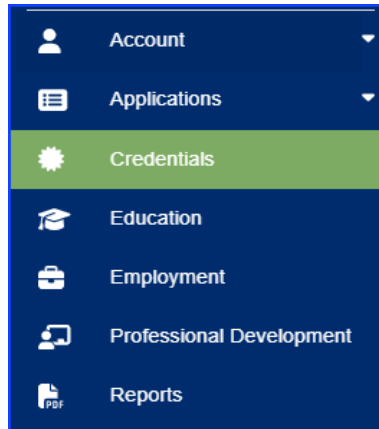 Account
Applications
Credentials
Education
Employment
Professional Development
PDF
Reports